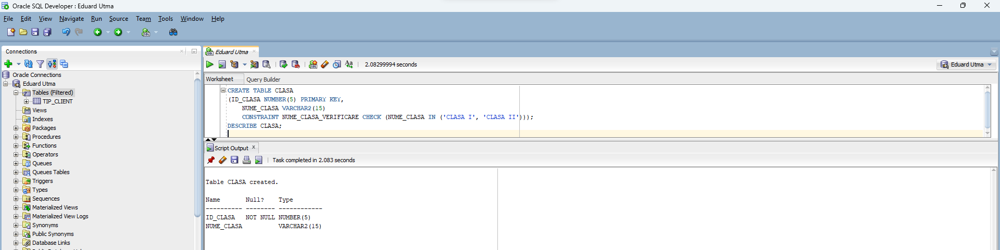 Oracle SQL Developer : Eduard Utma
File Edit View Navigate Run Source Team Tools Window Help
Connections
Oracle Connections
Eduard Utma
Tables (Filtered)
TIP_CLIENT
Views
Indexes
Packages
Procedures
Functions
Operators
Queues
Queues Tables
Triggers
Types
Sequences
Materialized Views
Materialized View Logs
Synonyms
Public Synonyms
Database Links
Eduard Utma
2.08299994 seconds
Eduard Utma
Worksheet Query Builder
CREATE TABLE CLASA
(ID_CLASA NUMBER(5) PRIMARY KEY,
NUME_CLASA VARCHAR2(15)
CONSTRAINT NUME_CLASA_VERIFICARE CHECK (NUME_CLASA IN ('CLASA I', 'CLASA II')));
DESCRIBE CLASA;
Script Output
Task completed in 2.083 seconds
Table CLASA created.
Name Null? Type
---------- -------- ------------
ID_CLASA NOT NULL NUMBER(5)
NUME_CLASA VARCHAR2(15)